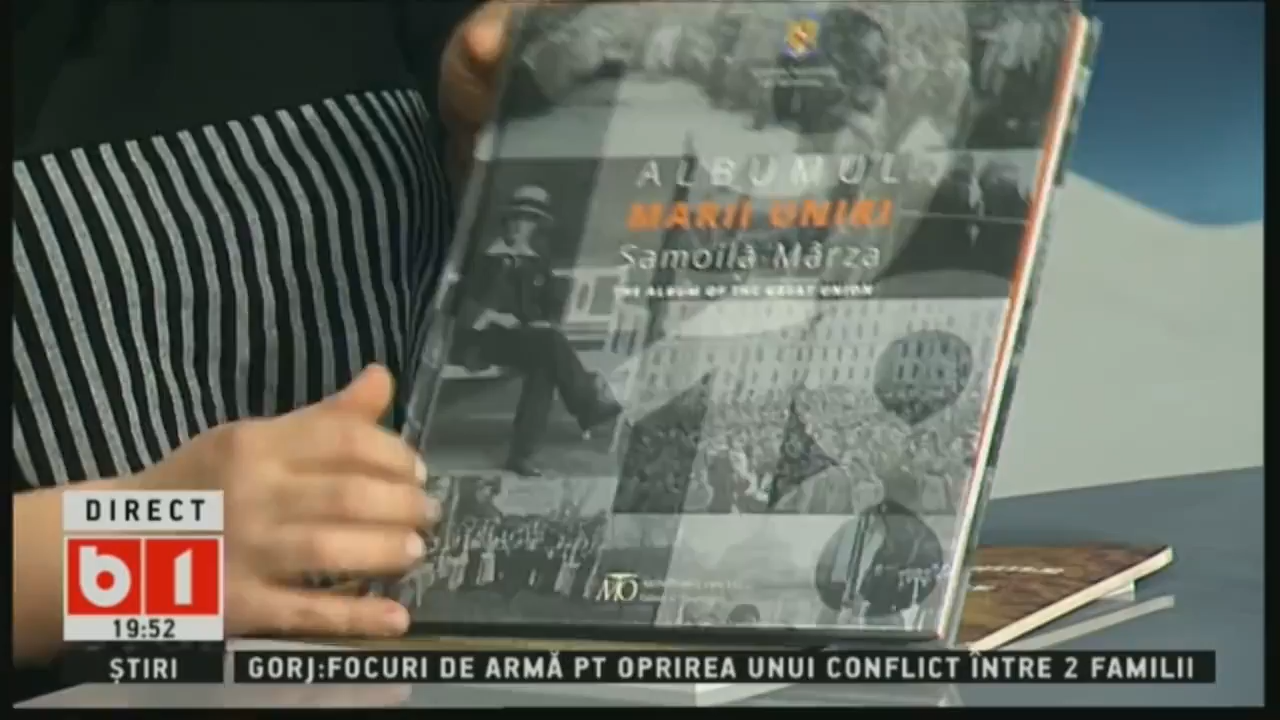 ALBUMUL
MARII UNIRI
Samoilă Mârza
THE ALBUM OF THE GREAT UNION
MO
DIRECT
b1
19:52
ȘTIRI
GORJ:FOCURI DE ARMĂ PT OPRIREA UNUI CONFLICT ÎNTRE 2 FAMILII